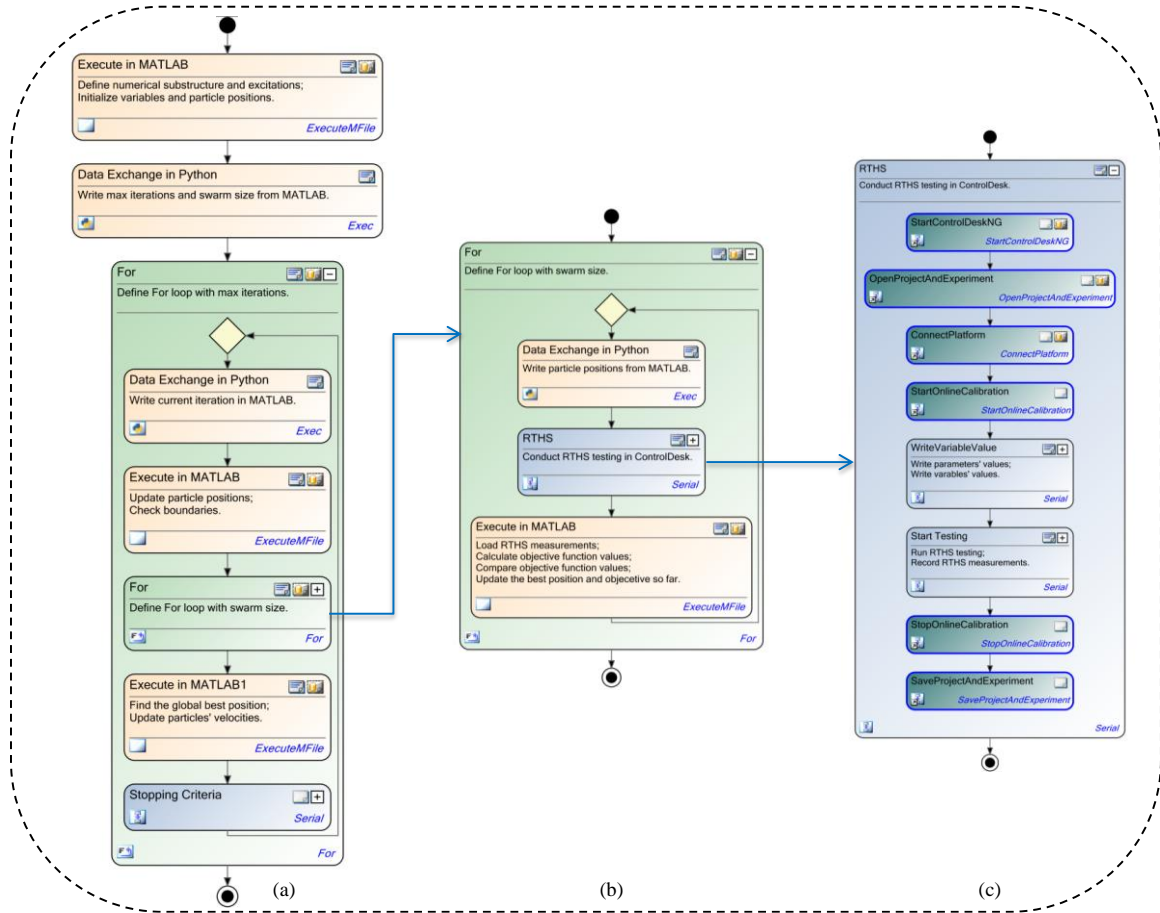 Execute in MATLAB
Define numerical substructure and excitations;
Initialize variables and particle positions.
ExecuteMFile
Data Exchange in Python
Write max iterations and swarm size from MATLAB.
Exec
For
Define For loop with max iterations.
Data Exchange in Python
Write current iteration in MATLAB.
Exec
Execute in MATLAB
Update particle positions;
Check boundaries.
ExecuteMFile
For
Define For loop with swarm size.
For
Execute in MATLAB1
Find the global best position;
Update particles' velocities.
ExecuteMFile
Stopping Criteria
Serial
For
(a)
For
Define For loop with swarm size.
Data Exchange in Python
Write particle positions from MATLAB.
Exec
RTHS
Conduct RTHS testing in ControlDesk.
Serial
Execute in MATLAB
Load RTHS measurements;
Calculate objective function values;
Compare objective function values;
Update the best position and objecetive so far.
ExecuteMFile
For
(b)
RTHS
Conduct RTHS testing in ControlDesk.
StartControlDeskNG
StartControlDeskNG
OpenProjectAndExperiment
OpenProjectAndExperiment
ConnectPlatform
ConnectPlatform
StartOnlineCalibration
StartOnlineCalibration
WriteVariableValue
Write parameters' values;
Write varables' values.
Serial
Start Testing
Run RTHS testing;
Record RTHS measurements.
Serial
StopOnlineCalibration
StopOnlineCalibration
SaveProjectAndExperiment
SaveProjectAndExperiment
Serial
(c)